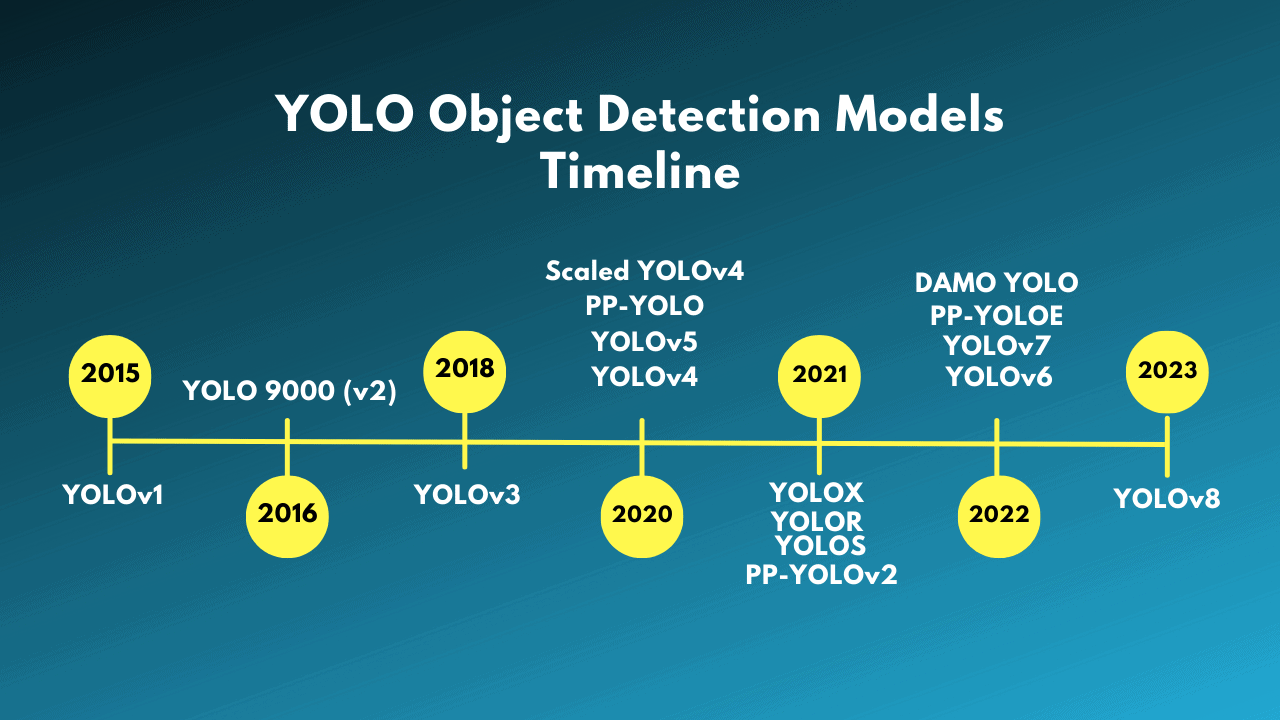 YOLO Object Detection Models
Timeline
2015
YOLOv1
YOLO 9000 (v2)
2016
2018
YOLOv3
Scaled YOLOv4
PP-YOLO
YOLOv5
YOLOv4
2020
2021
YOLOX
YOLOR
YOLOS
PP-YOLOv2
DAMO YOLO
PP-YOLOE
YOLOv7
YOLOv6
2022
2023
YOLOv8